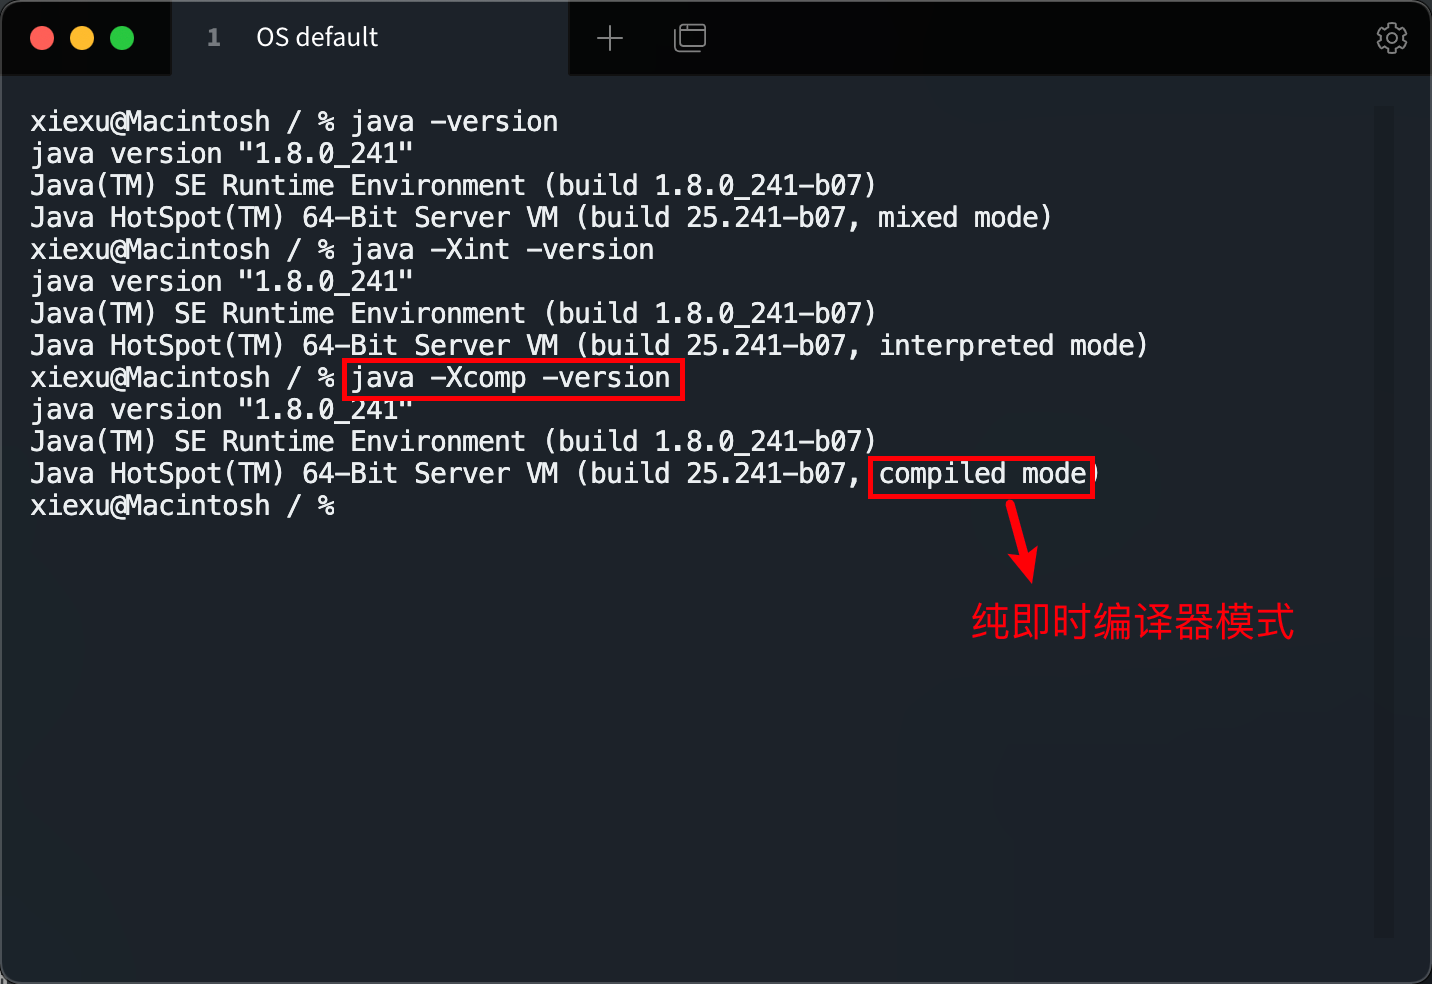 1 OS default
xiexu@Macintosh / % java -version
java version "1.8.0_241"
Java(TM) SE Runtime Environment (build 1.8.0_241-b07)
Java HotSpot(TM) 64-Bit Server VM (build 25.241-b07, mixed mode)
xiexu@Macintosh / % java -Xint -version
java version "1.8.0_241"
Java(TM) SE Runtime Environment (build 1.8.0_241-b07)
Java HotSpot(TM) 64-Bit Server VM (build 25.241-b07, interpreted mode)
xiexu@Macintosh / % java -Xcomp -version
java version "1.8.0_241"
Java(TM) SE Runtime Environment (build 1.8.0_241-b07)
Java HotSpot(TM) 64-Bit Server VM (build 25.241-b07, compiled mode)
xiexu@Macintosh / %
纯即时编译器模式